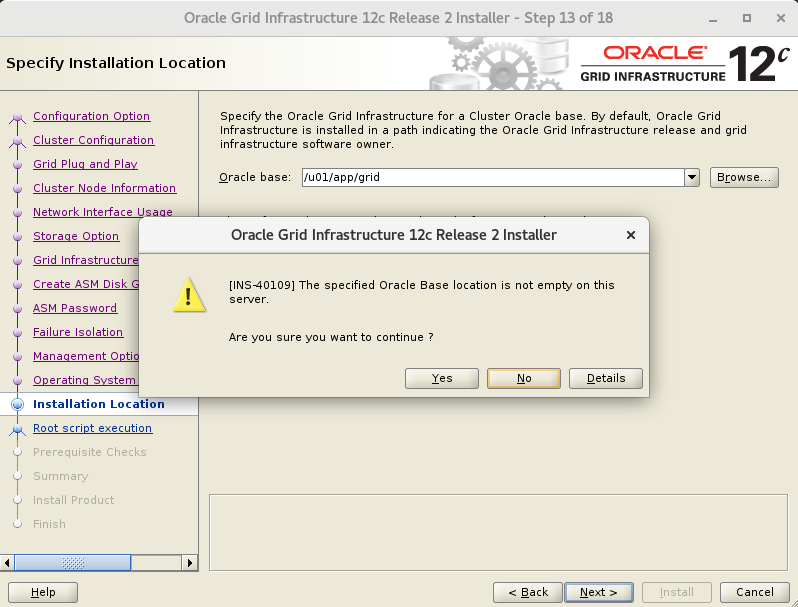 Oracle Grid Infrastructure 12c Release 2 Installer - Step 13 of 18
Specify Installation Location
ORACLE
GRID INFRASTRUCTURE
12c
Configuration Option
Cluster Configuration
Grid Plug and Play
Cluster Node Information
Network Interface Usage
Storage Option
Grid Infrastructure
Create ASM Disk G
ASM Password
Failure Isolation
Management Optio
Operating System
Installation Location
Root script execution
Prerequisite Checks
Summary
Install Product
Finish
Specify the Oracle Grid Infrastructure for a Cluster Oracle base. By default, Oracle Grid
Infrastructure is installed in a path indicating the Oracle Grid Infrastructure release and grid
infrastructure software owner.
Oracle base:
/u01/app/grid
Browse...
Oracle Grid Infrastructure 12c Release 2 Installer
[INS-40109] The specified Oracle Base location is not empty on this
server.
Are you sure you want to continue ?
Yes
No
Details
Help
< Back
Next >
Install
Cancel